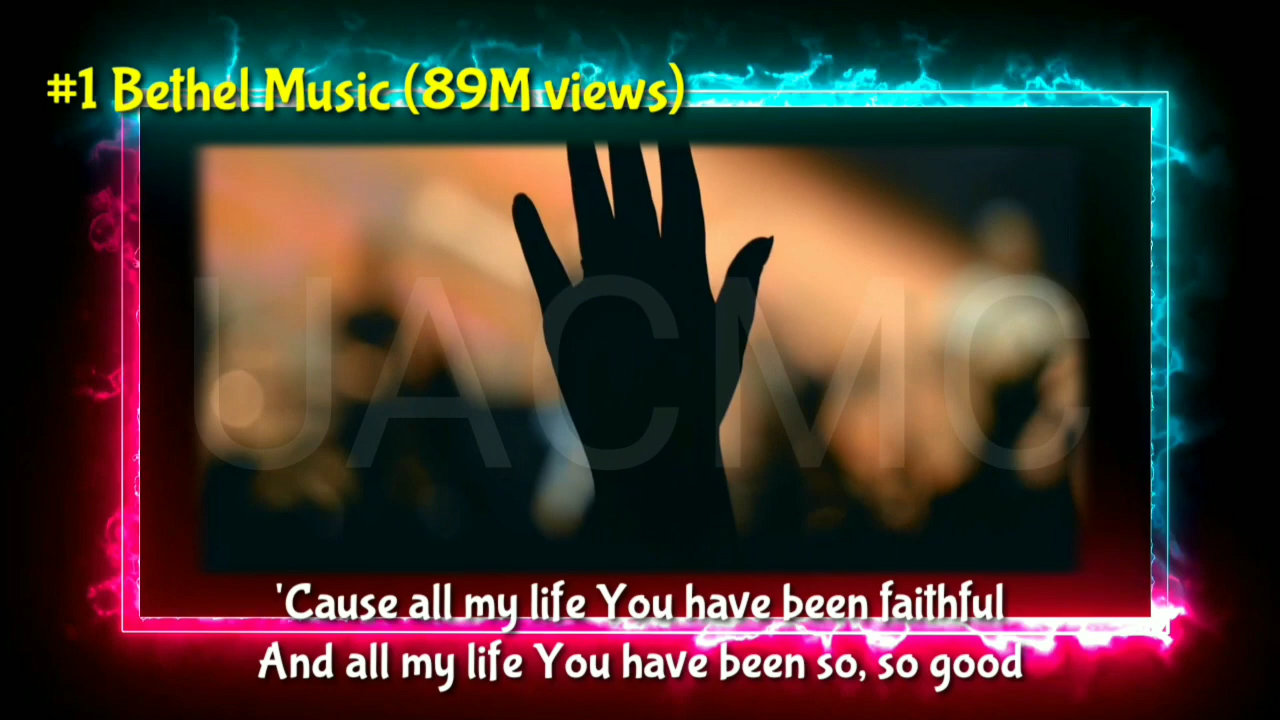 #1 Bethel Music (89M views)
UACMC
'Cause all my life You have been faithful
And all my life You have been so, so good